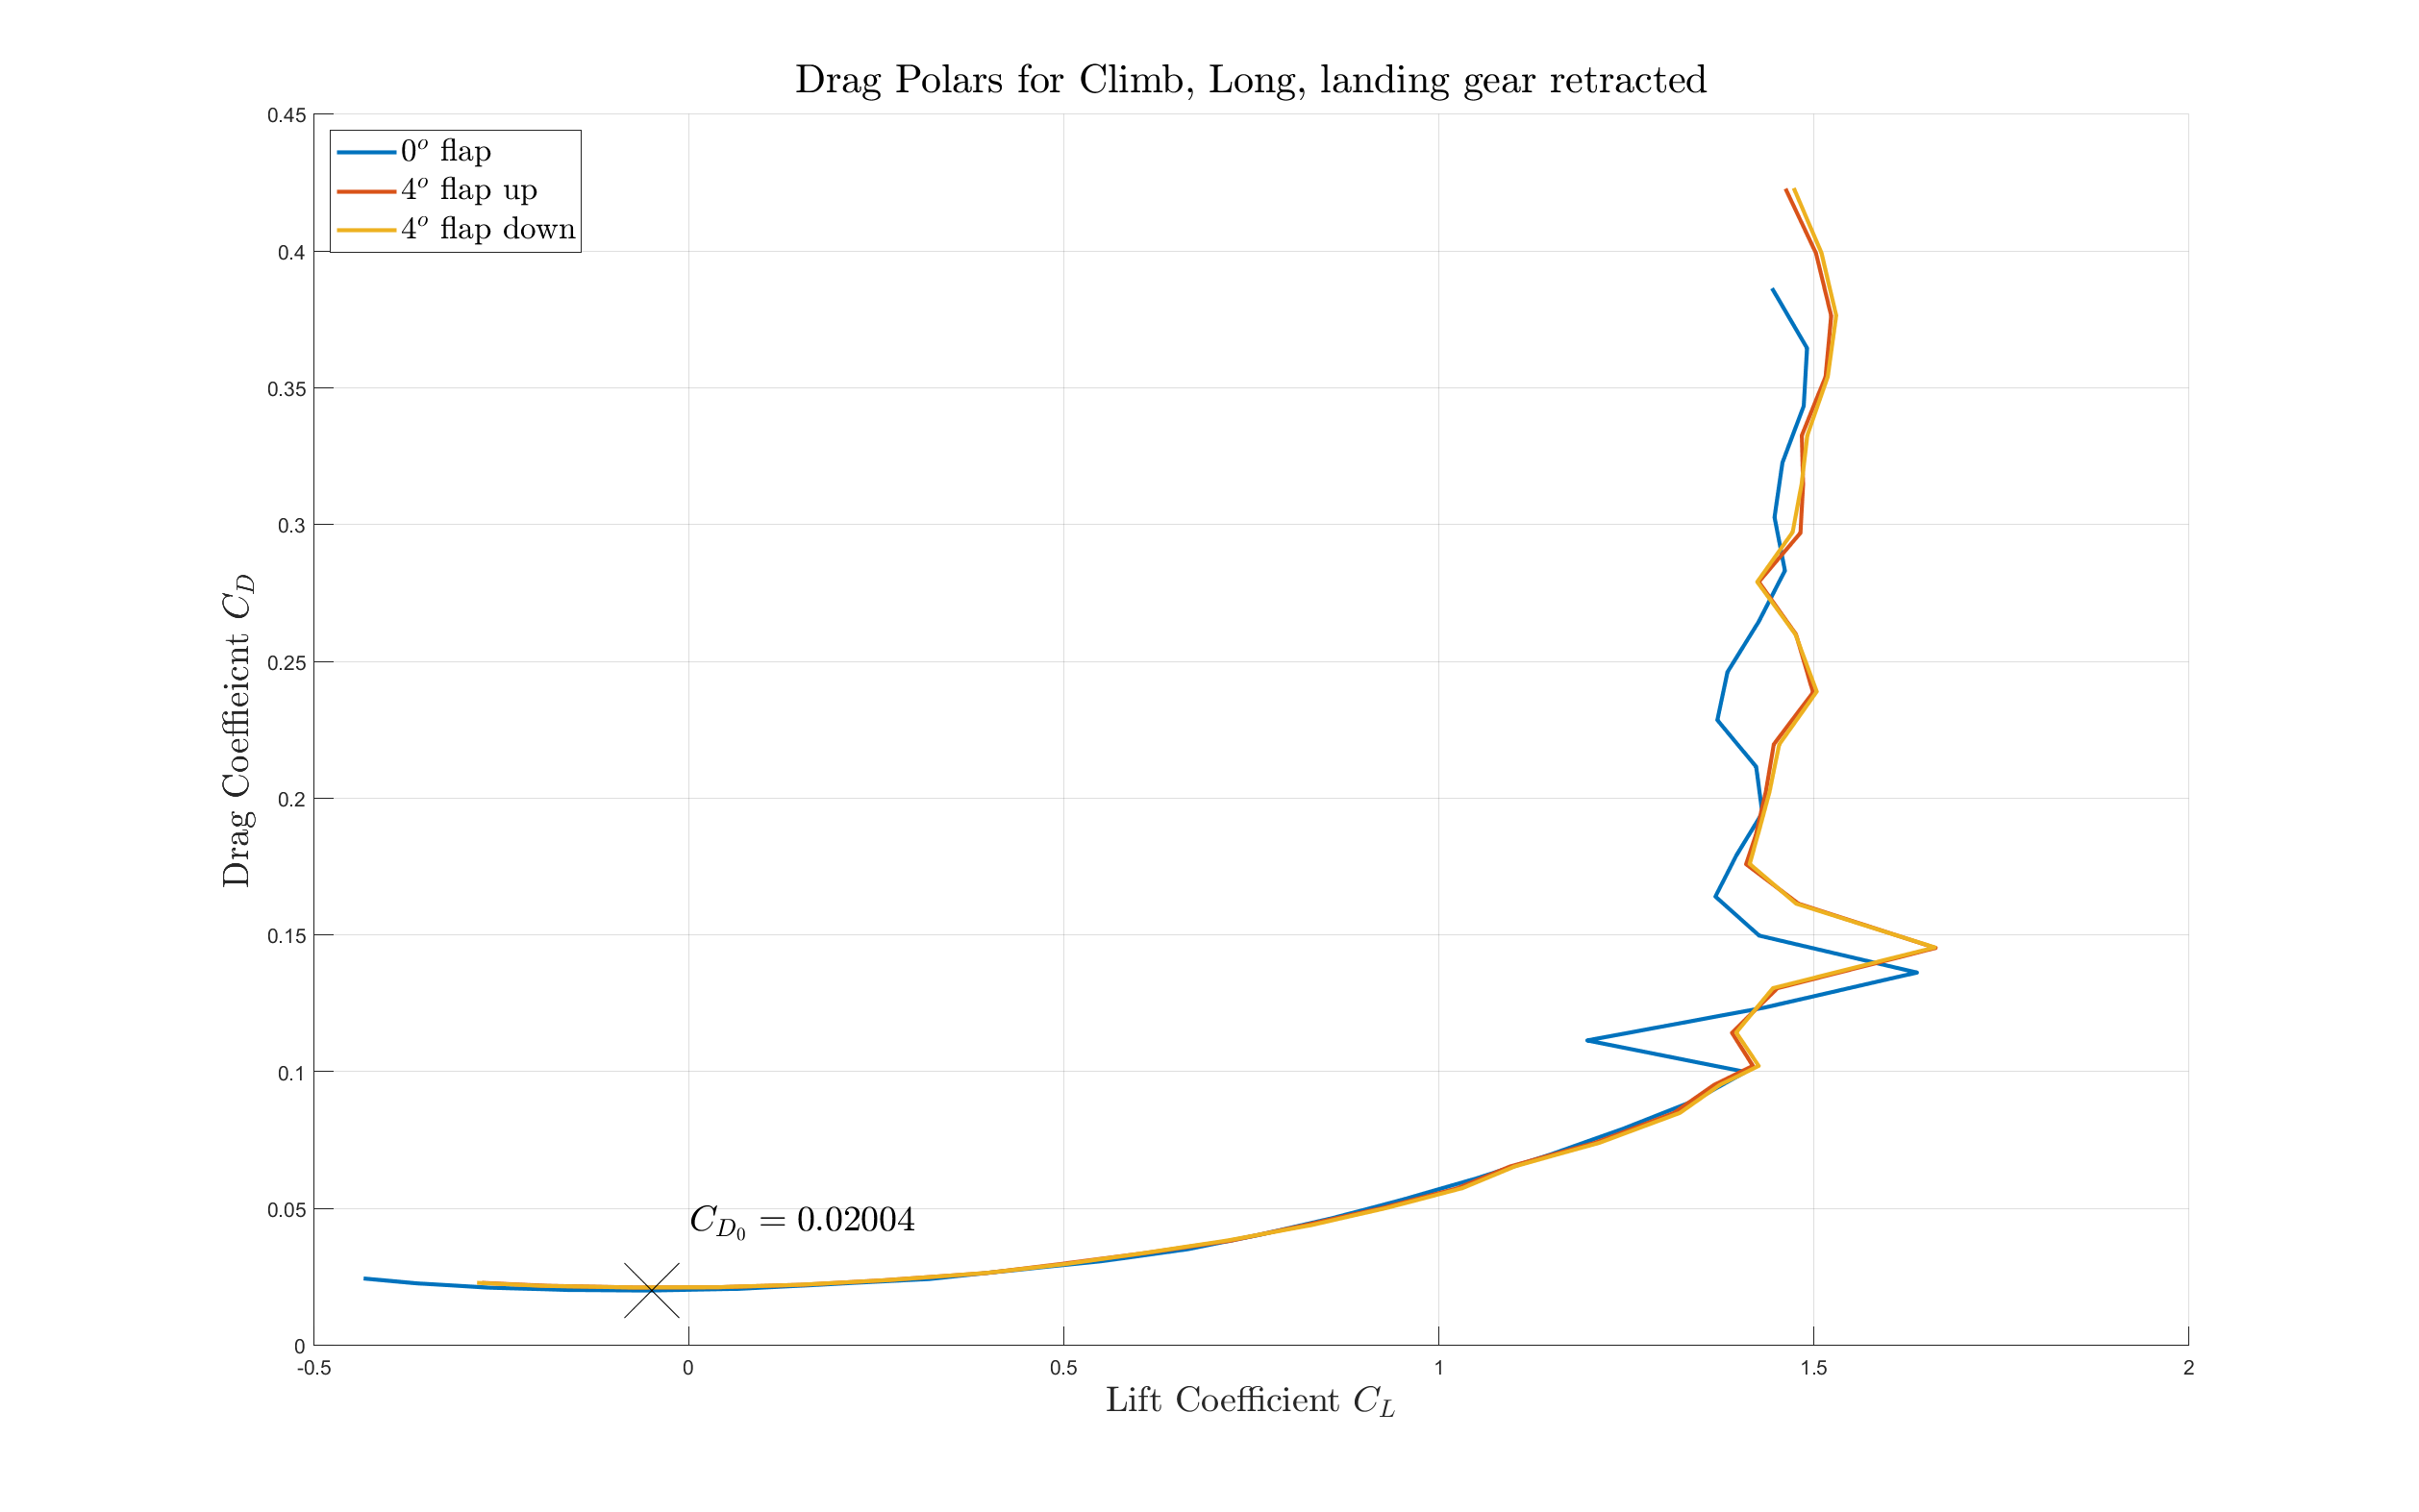 Drag Polars for Climb, Long, landing gear retracted
0.45
0.4
0.35
0.3
0.25
0.2
0.15
0.1
0.05
0
0° flap
4° flap up
4° flap down
Drag Coeffieicnt C_D
C_{D_0} = 0.02004
-0.5
0
0.5
1
1.5
2
Lift Coefficient C_L